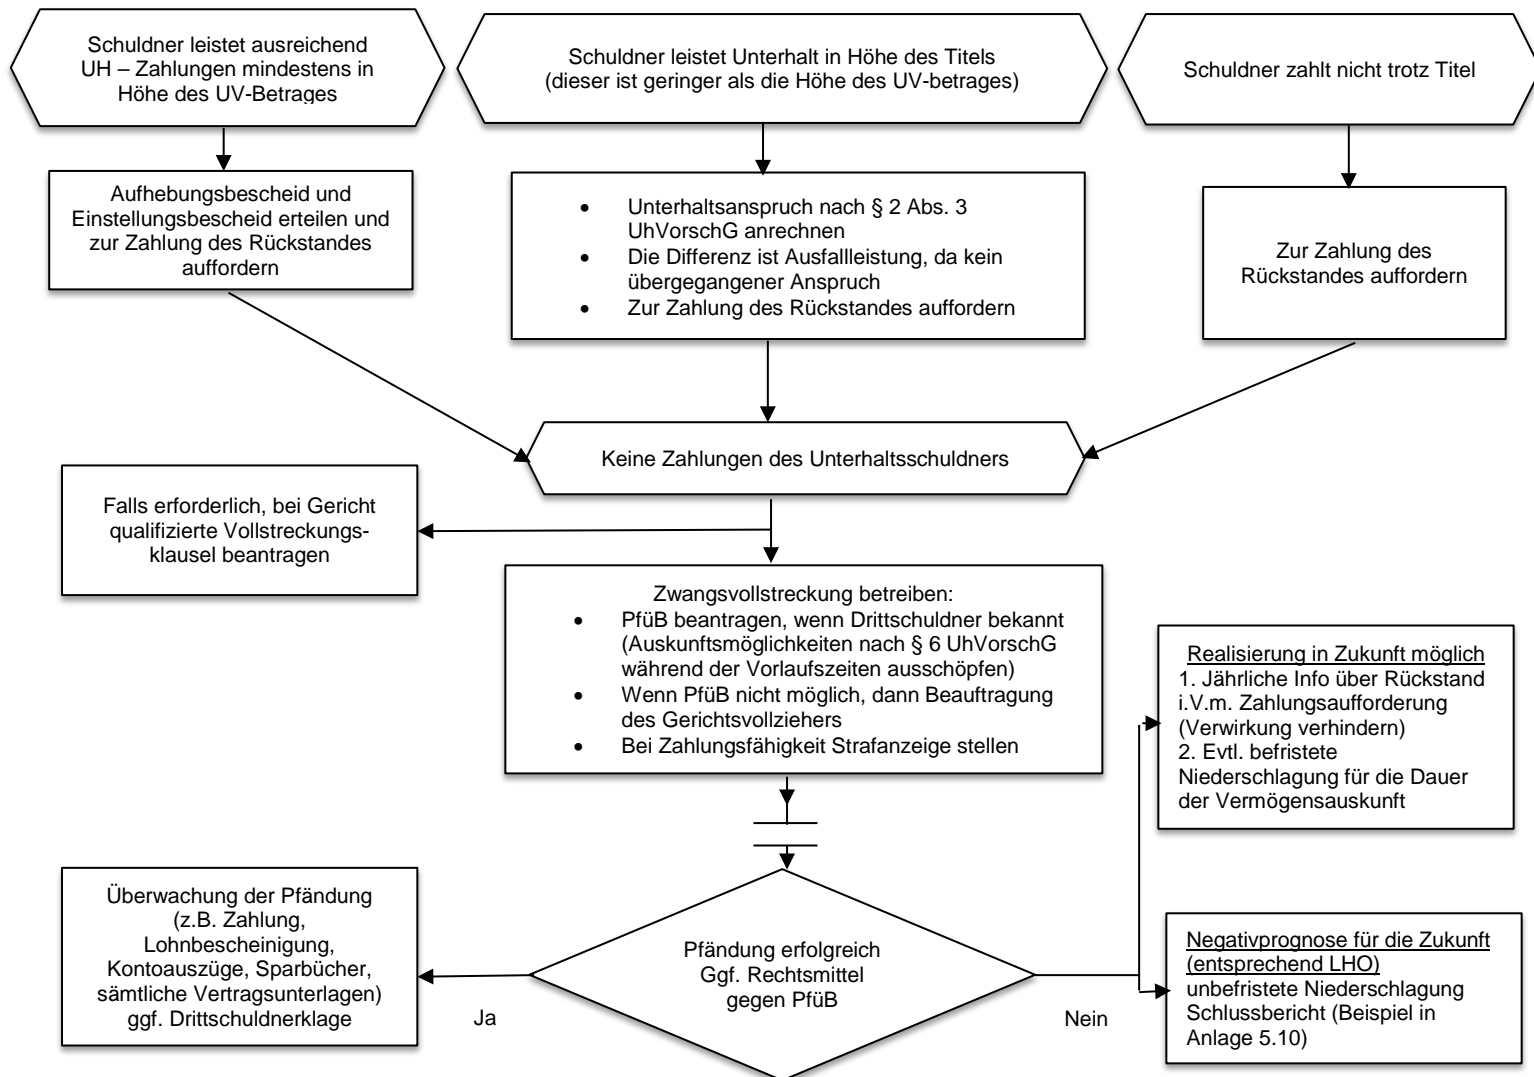 Schuldner leistet ausreichend
UH – Zahlungen mindestens in
Höhe des UV-Betrages
Schuldner leistet Unterhalt in Höhe des Titels
(dieser ist geringer als die Höhe des UV-betrages)
Schuldner zahlt nicht trotz Titel
Aufhebungsbescheid und
Einstellungsbescheid erteilen und
zur Zahlung des Rückstandes
auffordern
• Unterhaltsanspruch nach § 2 Abs. 3
UhVorschG anrechnen
• Die Differenz ist Ausfallleistung, da kein
übergegangener Anspruch
• Zur Zahlung des Rückstandes auffordern
Zur Zahlung des
Rückstandes auffordern
Keine Zahlungen des Unterhaltsschuldners
Falls erforderlich, bei Gericht
qualifizierte Vollstreckungs-
klausel beantragen
Zwangsvollstreckung betreiben:
• PfüB beantragen, wenn Drittschuldner bekannt
(Auskunftsmöglichkeiten nach § 6 UhVorschG
während der Vorlaufszeiten ausschöpfen)
• Wenn PfüB nicht möglich, dann Beauftragung
des Gerichtsvollziehers
• Bei Zahlungsfähigkeit Strafanzeige stellen
Realisierung in Zukunft möglich
1. Jährliche Info über Rückstand
i.V.m. Zahlungsaufforderung
(Verwirkung verhindern)
2. Evtl. befristete
Niederschlagung für die Dauer
der Vermögensauskunft
Überwachung der Pfändung
(z.B. Zahlung,
Lohnbescheinigung,
Kontoauszüge, Sparbücher,
sämtliche Vertragsunterlagen)
ggf. Drittschuldnerklage
Ja
Pfändung erfolgreich
Ggf. Rechtsmittel
gegen PfüB
Nein
Negativprognose für die Zukunft
(entsprechend LHO)
unbefristete Niederschlagung
Schlussbericht (Beispiel in
Anlage 5.10)